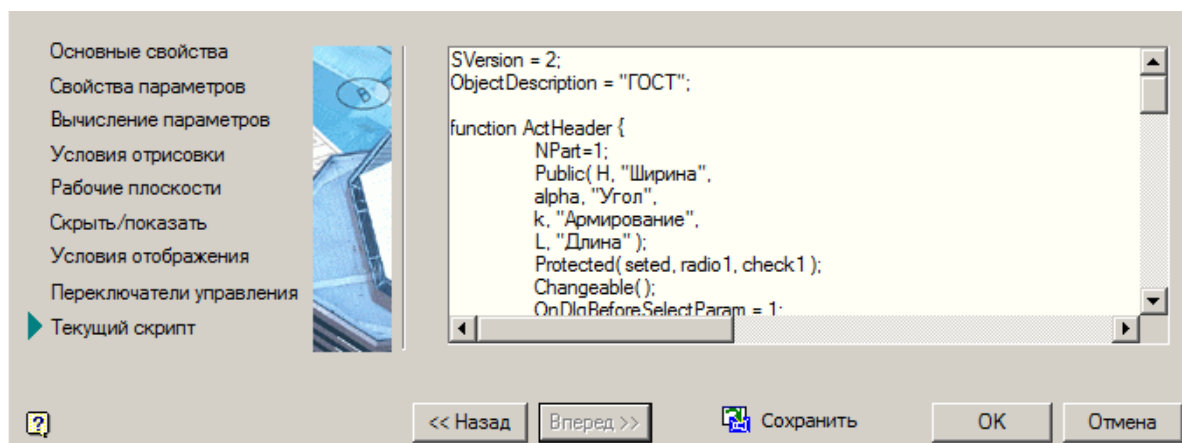 Основные свойства
Свойства параметров
Вычисление параметров
Условия отрисовки
Рабочие плоскости
Скрыть/показать
Условия отображения
Переключатели управления
Текущий скрипт
B
SVersion = 2;
ObjectDescription = "ГОСТ";
function ActHeader {
NPart=1;
Public( H, "Ширина",
alpha, "Угол",
k, "Армирование",
L, "Длина" );
Protected( seted, radio1, check1 );
Changeable( );
OnDlgBeforeSelectParam = 1;
?
<< Назад
Вперед >>
Сохранить
OK
Отмена